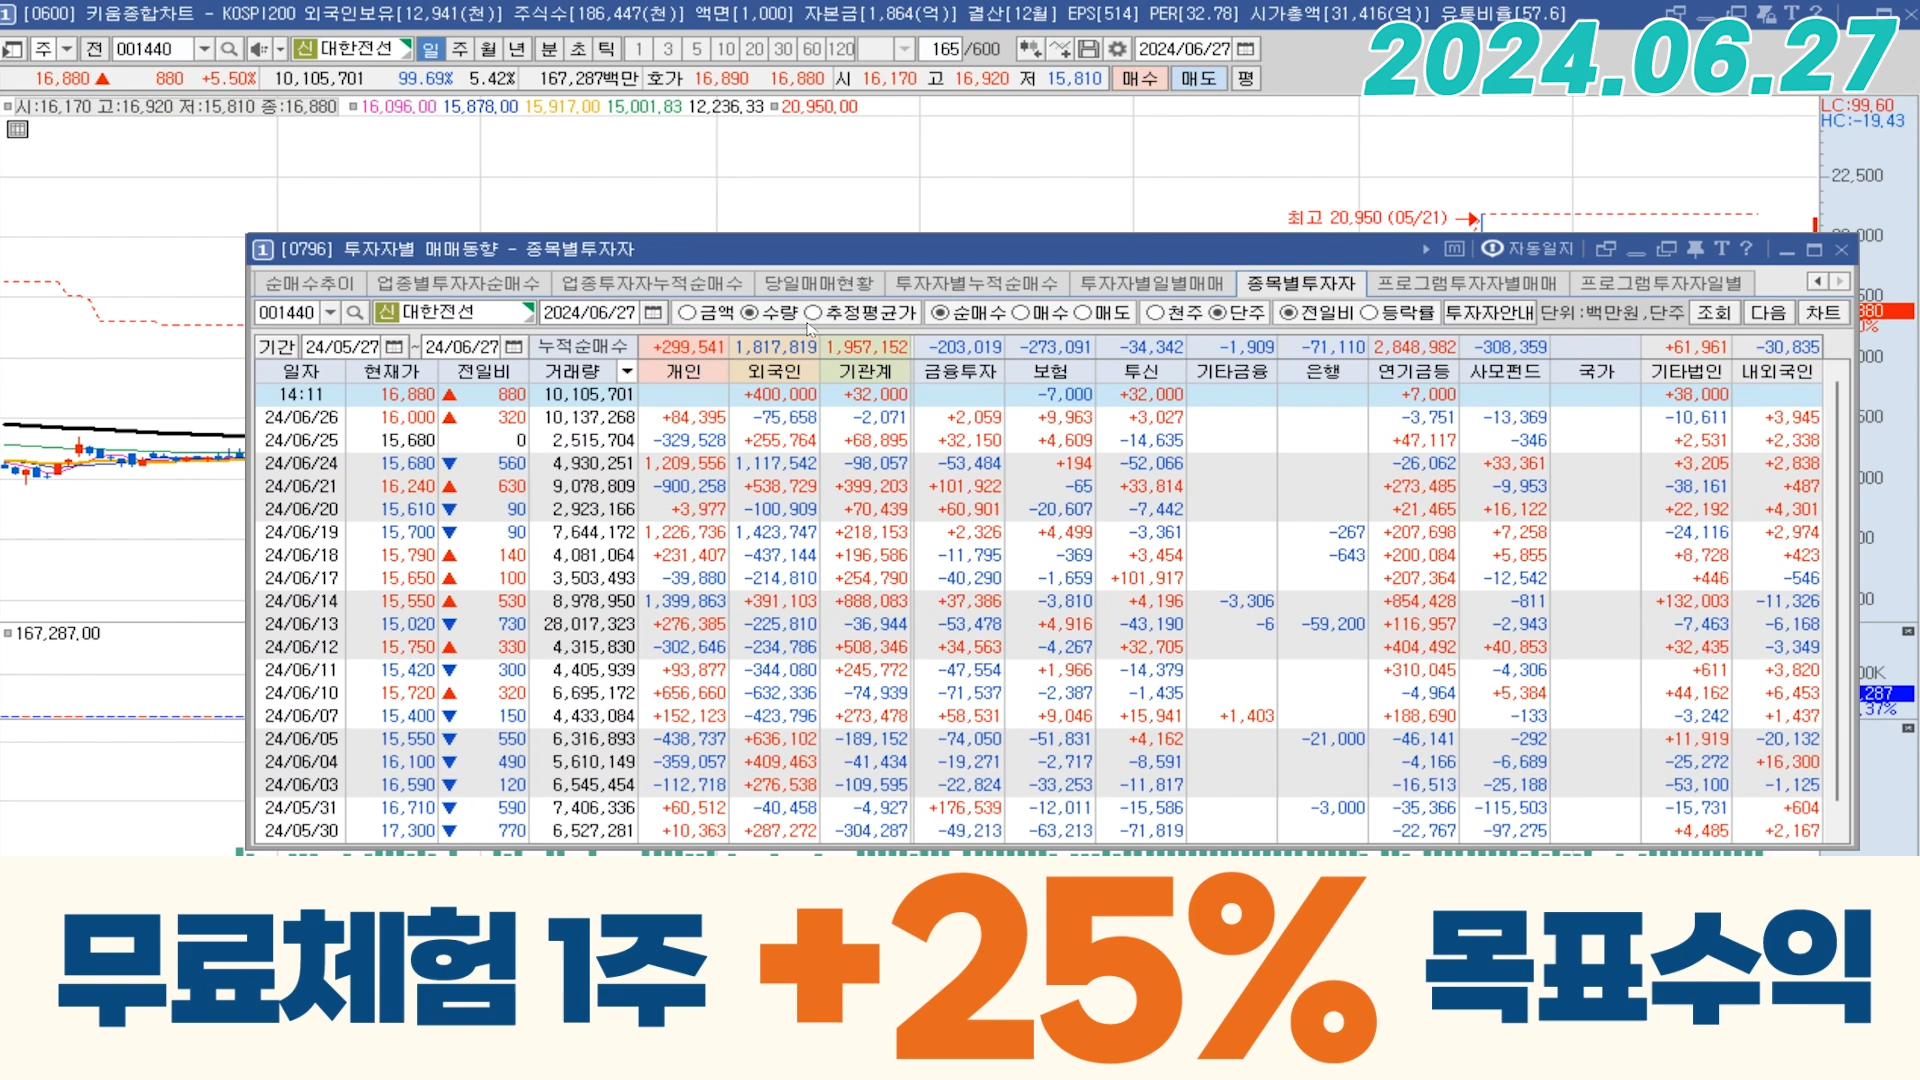 [0600] 키움종합차트 - KOSPI200 외국인보유[12,941(천)] 주식수[186,447(천)] 액면[1,000] 자본금[1,864(억)] 결산[12월] EPS[514] PER[32.78] 시가총액[31,416(억)] 유통비율[57.6]
주 전 001440 신 대한전선 일 주 월 년 분 초 틱 1 3 5 10 20 30 60 120 165 /600 2024/06/27
2024.06.27
16,880 ▲ 880 +5.50% 10,105,701 99.69% 5.42% 167,287백만 호가 16,890 16,880 시 16,170 고 16,920 저 15,810 매수 매도 평
시:16,170 고:16,920 저:15,810 종:16,880 16,096.00 15,878.00 15,917.00 15,001.83 12,236.33 20,950.00
LC:99.60
HC:-19.43
22,500
최고 20,950 (05/21)
1 [0796] 투자자별 매매동향 - 종목별투자자 자동일지
순매수추이 업종별투자자순매수 업종투자자누적순매수 당일매매현황 투자자별누적순매수 투자자별일별매매 종목별투자자 프로그램투자자별매매 프로그램투자자일별
001440 신 대한전선 2024/06/27 금액 수량 추정평균가 순매수 매수 매도 천주 단주 전일비 등락률 투자자안내 단위:백만원,단주 조회 다음 차트
기간 24/05/27 ~ 24/06/27 누적순매수 +299,541 1,817,819 1,957,152 -203,019 -273,091 -34,342 -1,909 -71,110 2,848,982 -308,359 +61,961 -30,835
일자 현재가 전일비 거래량 개인 외국인 기관계 금융투자 보험 투신 기타금융 은행 연기금등 사모펀드 국가 기타법인 내외국인
14:11 16,880 ▲ 880 10,105,701 +400,000 +32,000 -7,000 +32,000 +7,000 +38,000
24/06/26 16,000 ▲ 320 10,137,268 +84,395 -75,658 -2,071 +2,059 +9,963 +3,027 -3,751 -13,369 -10,611 +3,945
24/06/25 15,680 0 2,515,704 -329,528 +255,764 +68,895 +32,150 +4,609 -14,635 +47,117 -346 +2,531 +2,338
24/06/24 15,680 ▼ 560 4,930,251 1,209,556 1,117,542 -98,057 -53,484 +194 -52,066 -26,062 +33,361 +3,205 +2,838
24/06/21 16,240 ▲ 630 9,078,809 -900,258 +538,729 +399,203 +101,922 -65 +33,814 +273,485 -9,953 -38,161 +487
24/06/20 15,610 ▼ 90 2,923,166 +3,977 -100,909 +70,439 +60,901 -20,607 -7,442 +21,465 +16,122 +22,192 +4,301
24/06/19 15,700 ▼ 90 7,644,172 1,226,736 1,423,747 +218,153 +2,326 +4,499 -3,361 -267 +207,698 +7,258 -24,116 +2,974
24/06/18 15,790 ▲ 140 4,081,064 +231,407 -437,144 +196,586 -11,795 -369 +3,454 -643 +200,084 +5,855 +8,728 +423
24/06/17 15,650 ▲ 100 3,503,493 -39,880 -214,810 +254,790 -40,290 -1,659 +101,917 +207,364 -12,542 +446 -546
24/06/14 15,550 ▲ 530 8,978,950 1,399,863 +391,103 +888,083 +37,386 -3,810 +4,196 -3,306 +854,428 -811 +132,003 -11,326
24/06/13 15,020 ▼ 730 28,017,323 +276,385 -225,810 -36,944 -53,478 +4,916 -43,190 -6 -59,200 +116,957 -2,943 -7,463 -6,168
24/06/12 15,750 ▲ 330 4,315,830 -302,646 -234,786 +508,346 +34,563 -4,267 +32,705 +404,492 +40,853 +32,435 -3,349
24/06/11 15,420 ▼ 300 4,405,939 +93,877 -344,080 +245,772 -47,554 +1,966 -14,379 +310,045 -4,306 +611 +3,820
24/06/10 15,720 ▲ 320 6,695,172 +656,660 -632,336 -74,939 -71,537 -2,387 -1,435 -4,964 +5,384 +44,162 +6,453
24/06/07 15,400 ▼ 150 4,433,084 +152,123 -423,796 +273,478 +58,531 +9,046 +15,941 +1,403 +188,690 -133 -3,242 +1,437
24/06/05 15,550 ▼ 550 6,316,893 -438,737 +636,102 -189,152 -74,050 -51,831 +4,162 -21,000 -46,141 -292 +11,919 -20,132
24/06/04 16,100 ▼ 490 5,610,149 -359,057 +409,463 -41,434 -19,271 -2,717 -8,591 -4,166 -6,689 -25,272 +16,300
24/06/03 16,590 ▼ 120 6,545,454 -112,718 +276,538 -109,595 -22,824 -33,253 -11,817 -16,513 -25,188 -53,100 -1,125
24/05/31 16,710 ▼ 590 7,406,336 +60,512 -40,458 -4,927 +176,539 -12,011 -15,586 -3,000 -35,366 -115,503 -15,731 +604
24/05/30 17,300 ▼ 770 6,527,281 +10,363 +287,272 -304,287 -49,213 -63,213 -71,819 -22,767 -97,275 +4,485 +2,167
167,287.00
무료체험 1주 +25% 목표수익